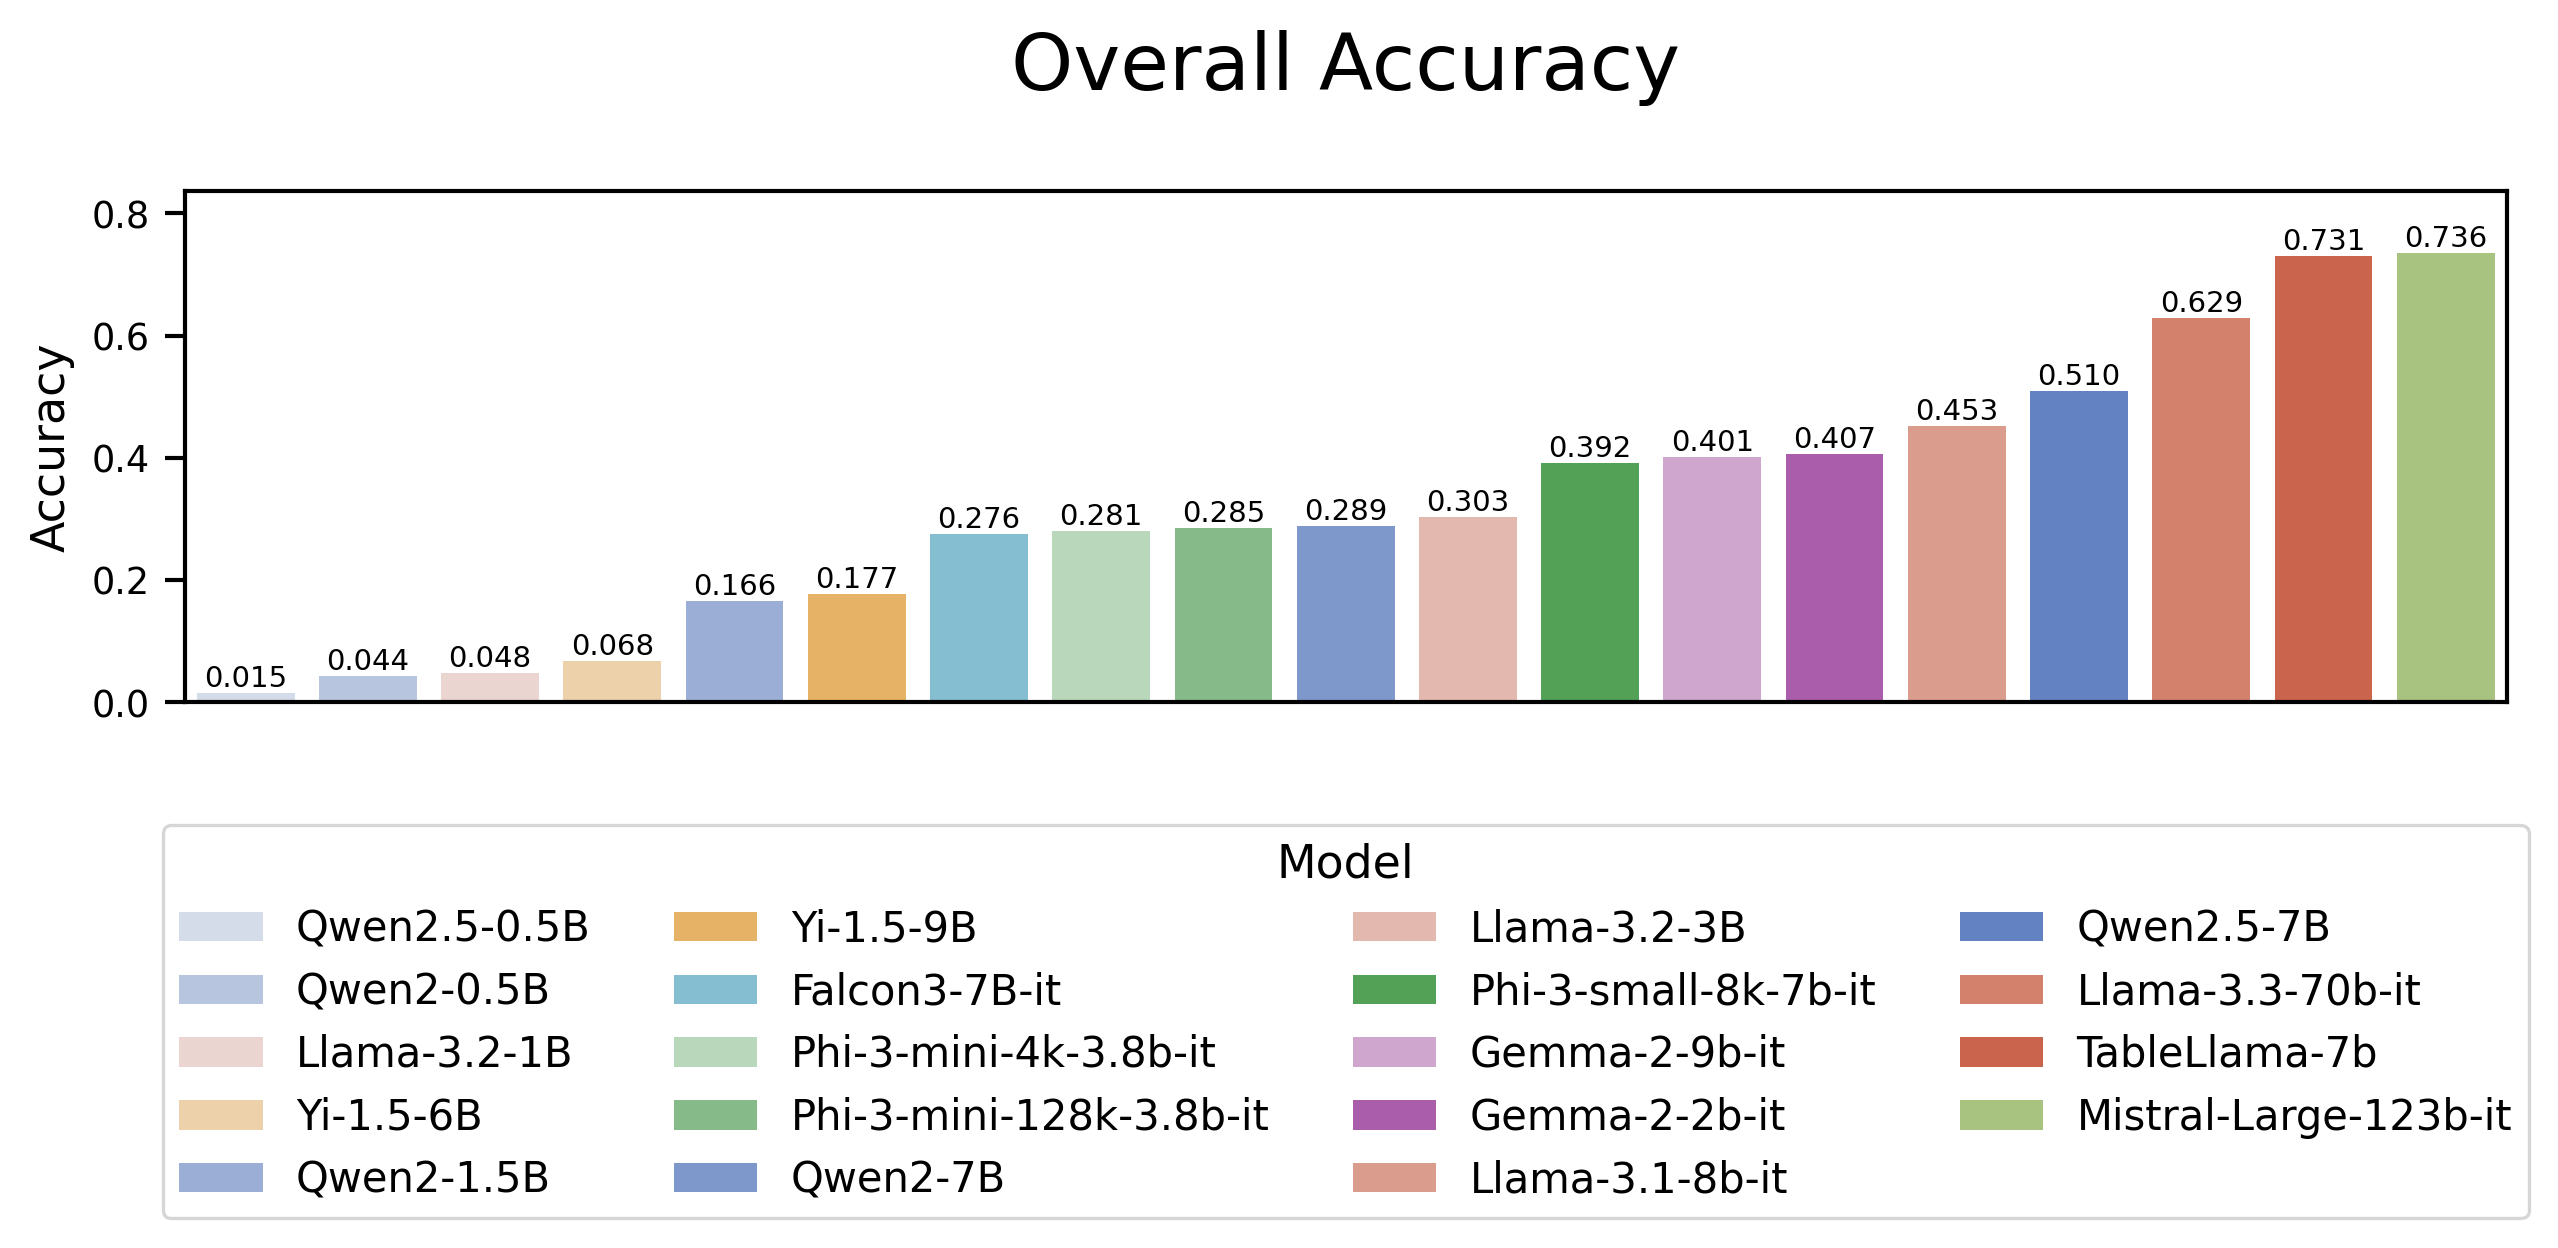 Overall Accuracy
Accuracy
0.8
0.6
0.4
0.2
0.0
0.015
0.044
0.048
0.068
0.166
0.177
0.276
0.281
0.285
0.289
0.303
0.392
0.401
0.407
0.453
0.510
0.629
0.731
0.736
Model
Qwen2.5-0.5B
Qwen2-0.5B
Llama-3.2-1B
Yi-1.5-6B
Qwen2-1.5B
Yi-1.5-9B
Falcon3-7B-it
Phi-3-mini-4k-3.8b-it
Phi-3-mini-128k-3.8b-it
Qwen2-7B
Llama-3.2-3B
Phi-3-small-8k-7b-it
Gemma-2-9b-it
Gemma-2-2b-it
Llama-3.1-8b-it
Qwen2.5-7B
Llama-3.3-70b-it
TableLlama-7b
Mistral-Large-123b-it